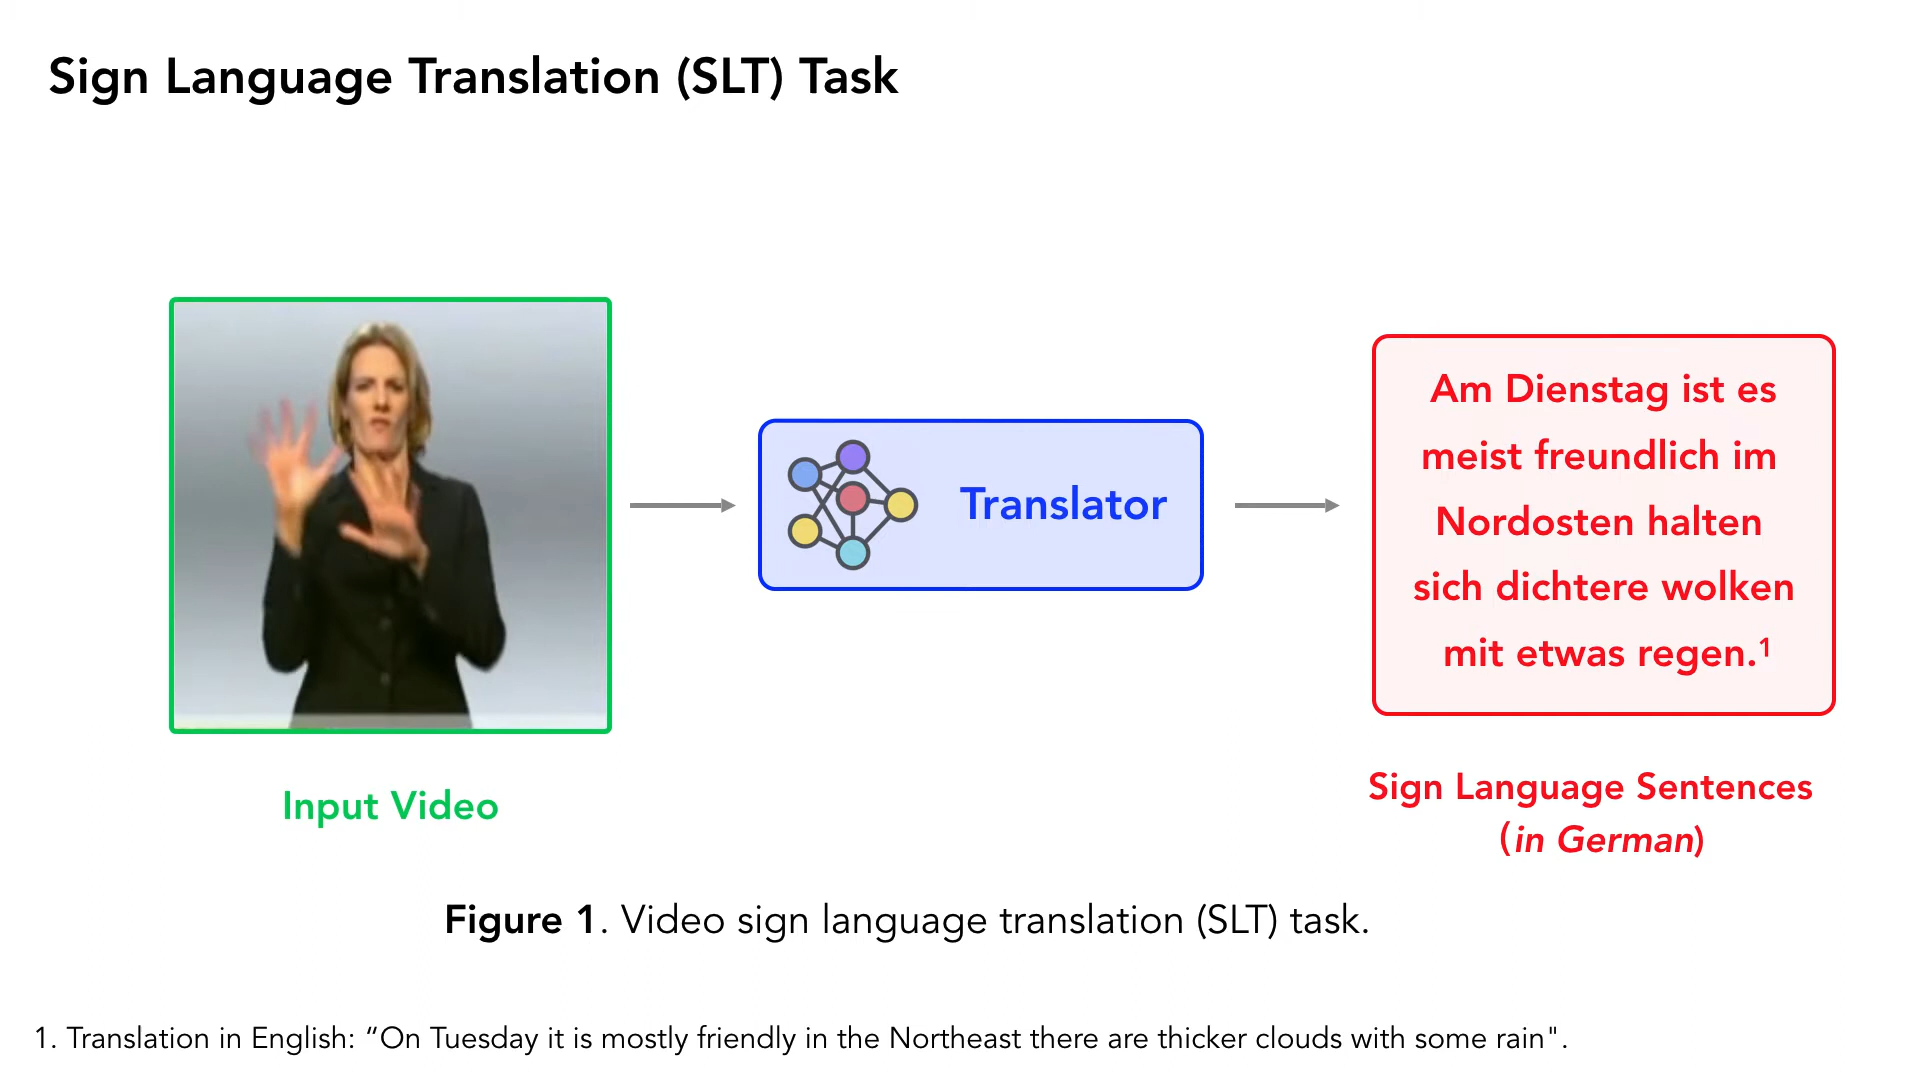 Sign Language Translation (SLT) Task
Translator
Am Dienstag ist es
meist freundlich im
Nordosten halten
sich dichtere wolken
mit etwas regen.¹
Input Video
Sign Language Sentences
(in German)
Figure 1. Video sign language translation (SLT) task.
1. Translation in English: “On Tuesday it is mostly friendly in the Northeast there are thicker clouds with some rain".